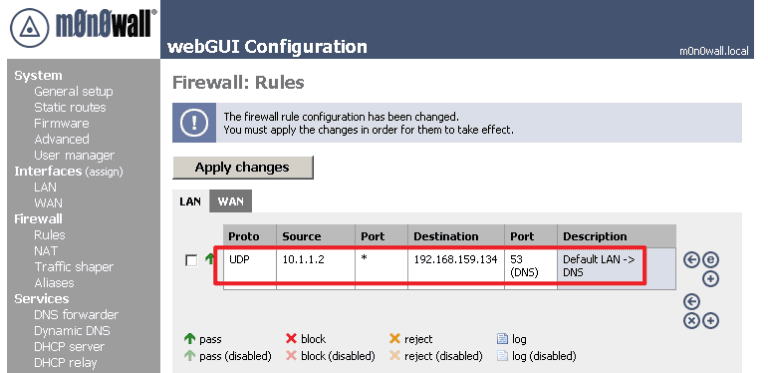 m0n0wall®
webGUI Configuration
m0n0wall.local
System
General setup
Static routes
Firmware
Advanced
User manager
Interfaces (assign)
LAN
WAN
Firewall
Rules
NAT
Traffic shaper
Aliases
Services
DNS forwarder
Dynamic DNS
DHCP server
DHCP relay
Firewall: Rules
The firewall rule configuration has been changed.
You must apply the changes in order for them to take effect.
Apply changes
LAN WAN
Proto Source Port Destination Port Description
UDP 10.1.1.2 * 192.168.159.134 53 Default LAN ->
(DNS) DNS
pass block reject log
pass (disabled) block (disabled) reject (disabled) log (disabled)